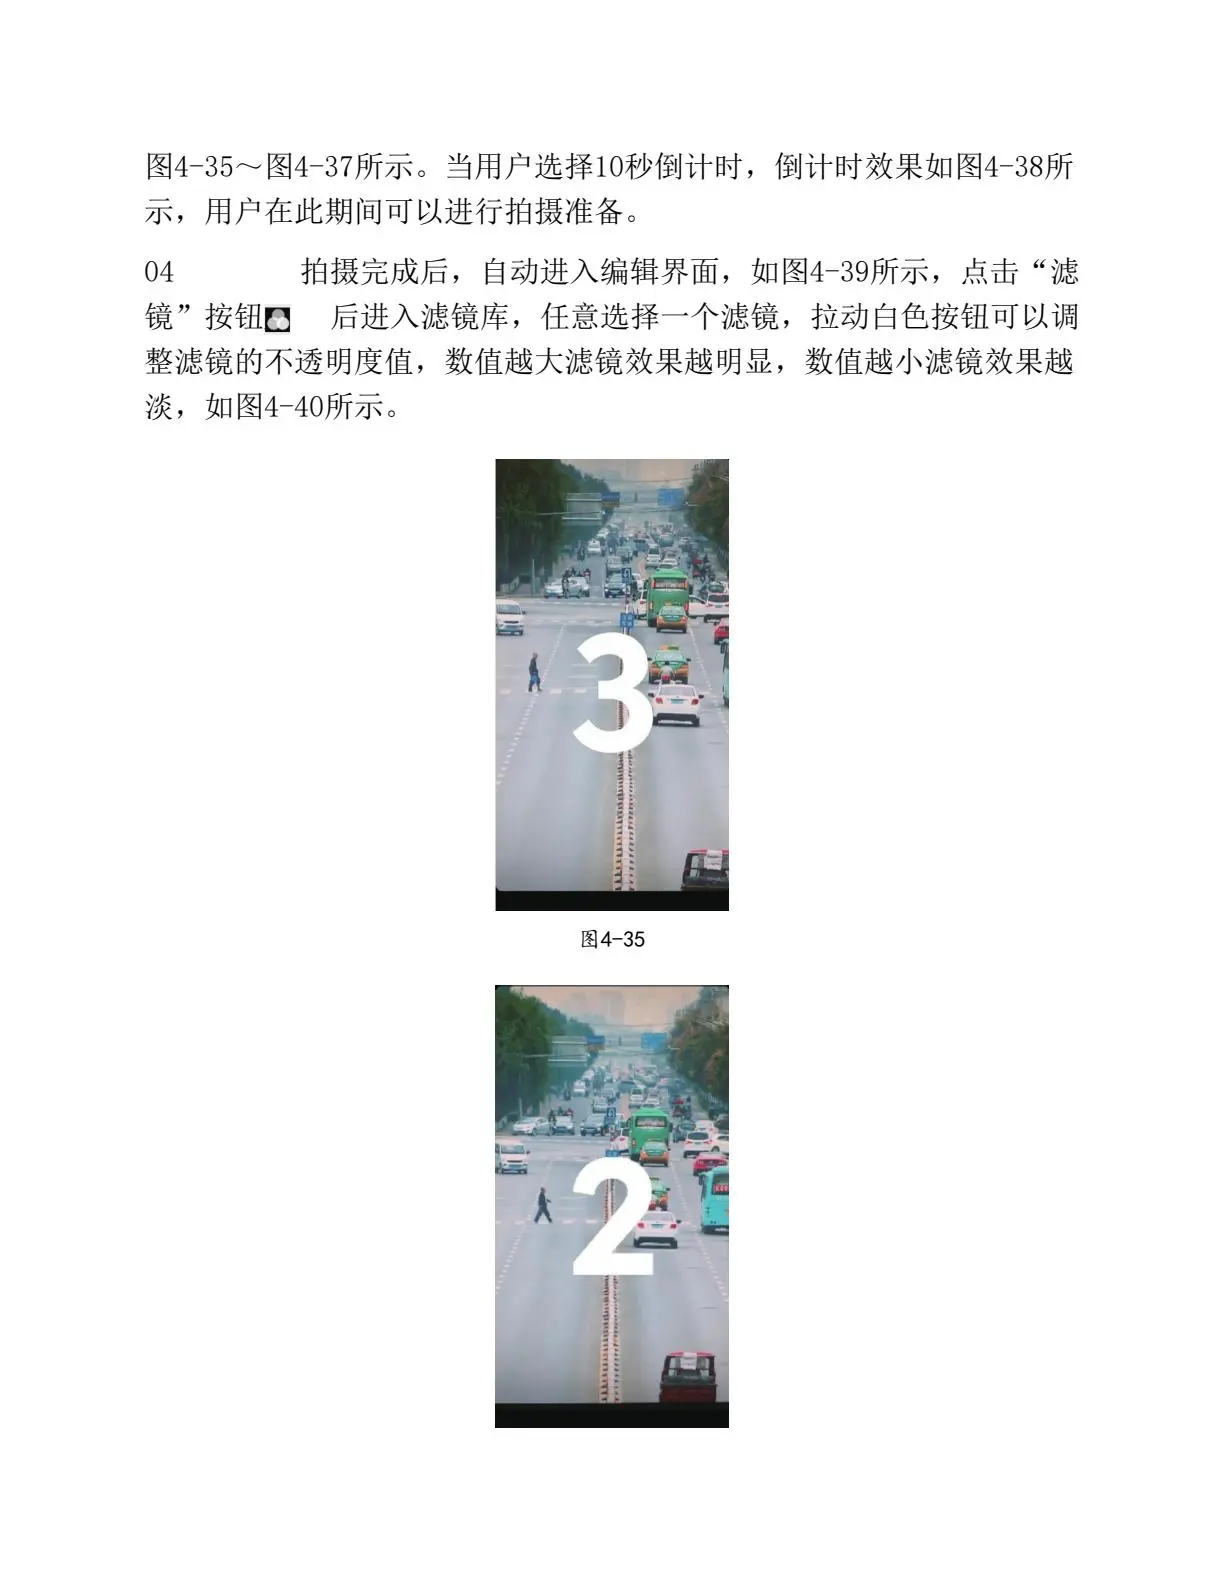 图4-35～图4-37所示。当用户选择10秒倒计时，倒计时效果如图4-38所
示，用户在此期间可以进行拍摄准备。
04 拍摄完成后，自动进入编辑界面，如图4-39所示，点击“滤
镜”按钮 后进入滤镜库，任意选择一个滤镜，拉动白色按钮可以调
整滤镜的不透明度值，数值越大滤镜效果越明显，数值越小滤镜效果越
淡，如图4-40所示。
3
图4-35
2